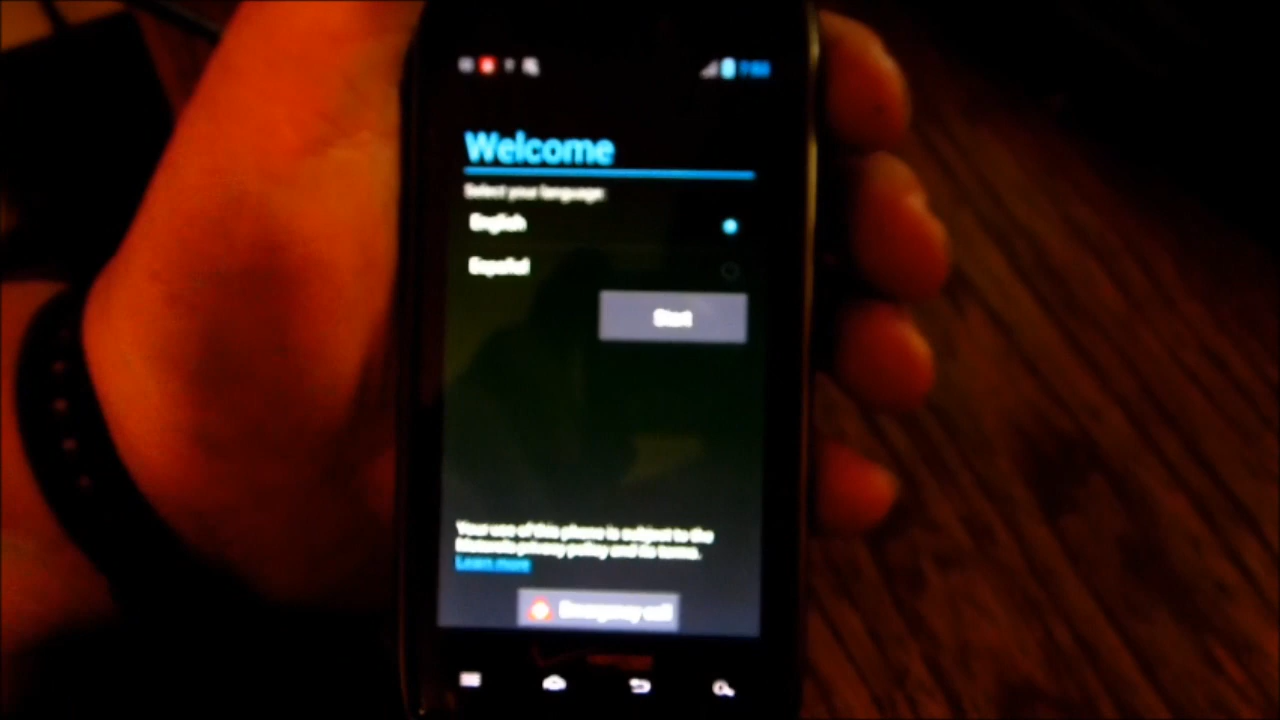 Welcome
Select your language:
English
Español
Start
Your use of this phone is subject to the
Motorola privacy policy and its terms.
Learn more
Emergency call